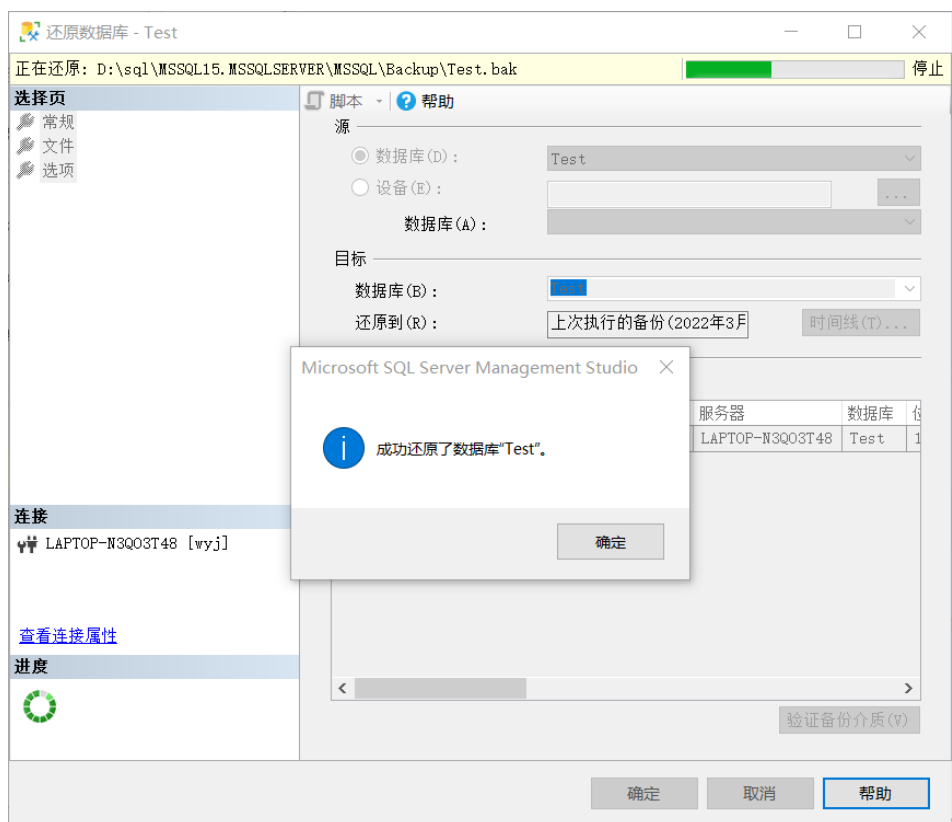 还原数据库 - Test
正在还原: D:\sql\MSSQL15.MSSQLSERVER\MSSQL\Backup\Test.bak
停止
选择页
常规
文件
选项
脚本
帮助
源
数据库(D):
Test
设备(E):
...
数据库(A):
目标
数据库(B):
Test
还原到(R):
上次执行的备份(2022年3月
时间线(T)...
Microsoft SQL Server Management Studio
成功还原了数据库“Test”。
确定
服务器 数据库
LAPTOP-N3QO3T48 Test 1
连接
LAPTOP-N3QO3T48 [wyj]
查看连接属性
进度
验证备份介质(V)
确定 取消 帮助